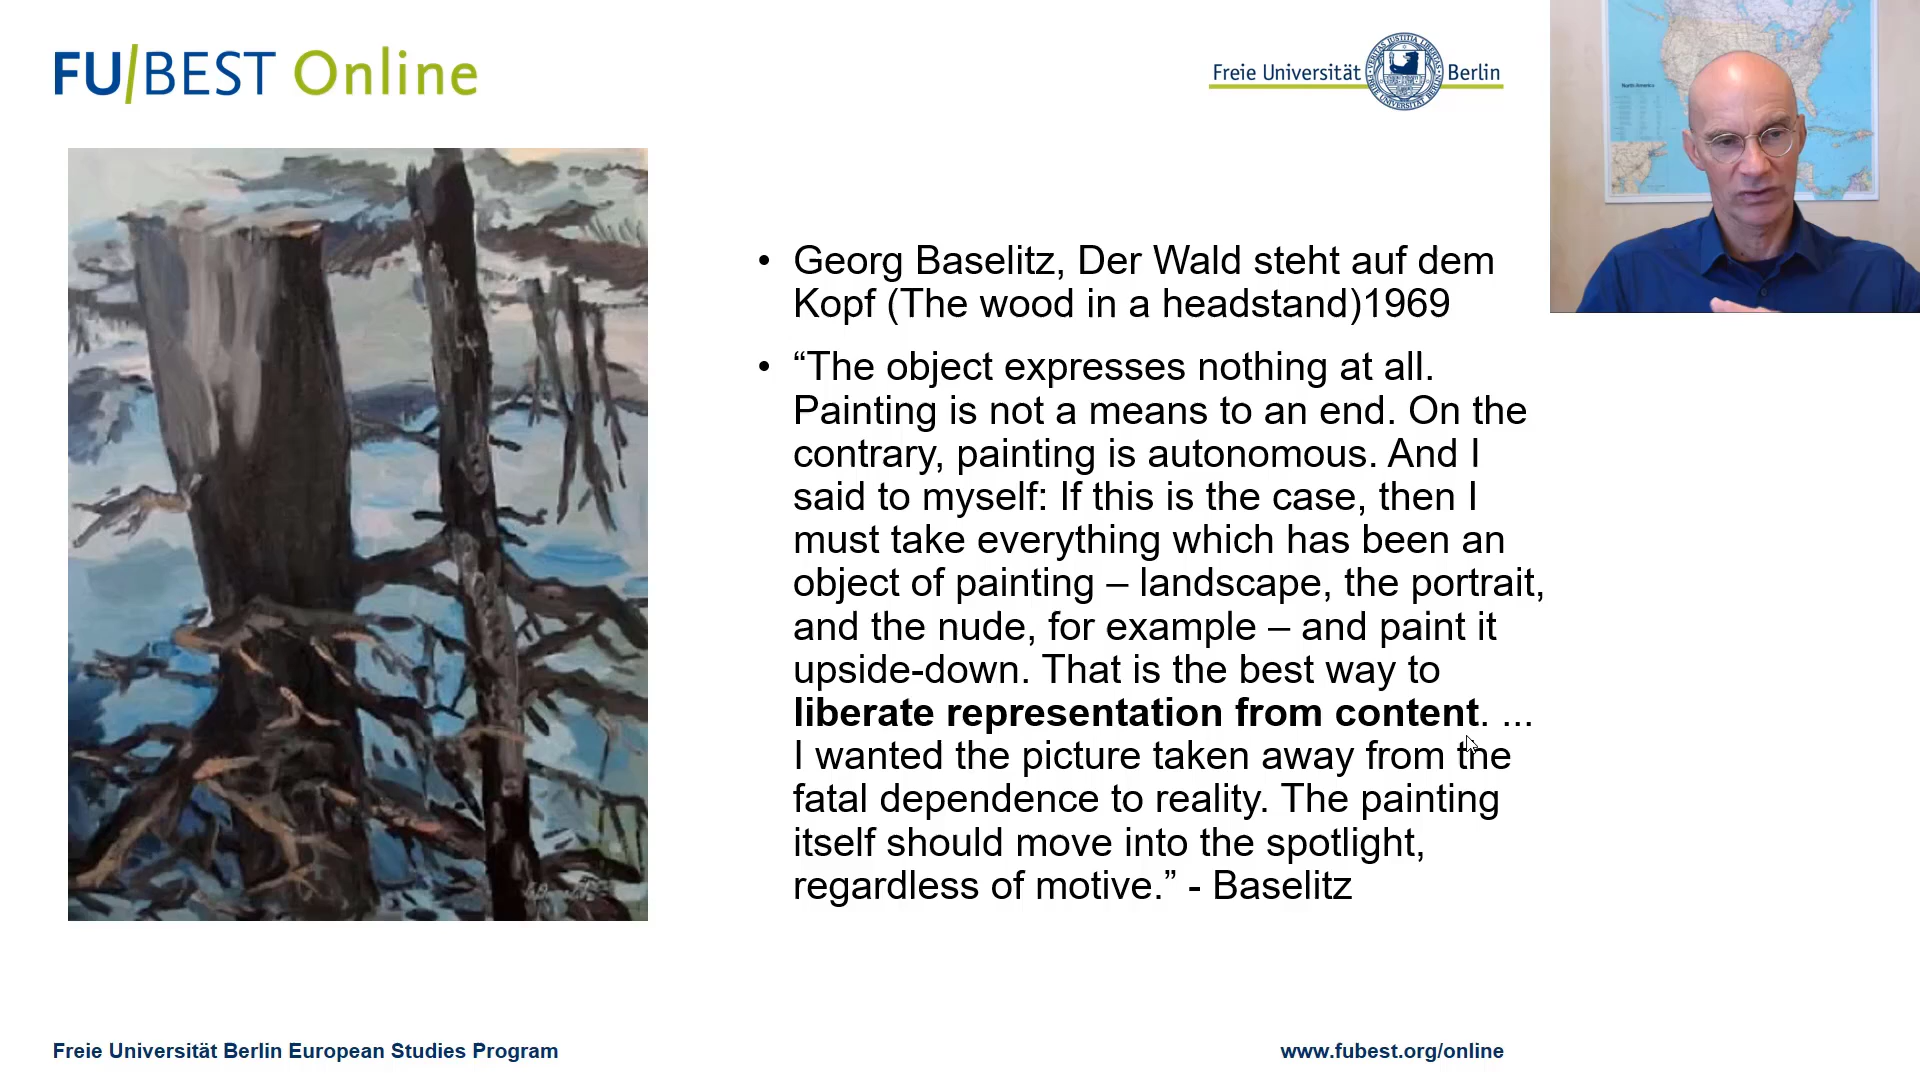 FU/BEST Online
Freie Universität Berlin
North America
• Georg Baselitz, Der Wald steht auf dem
Kopf (The wood in a headstand)1969
• “The object expresses nothing at all.
Painting is not a means to an end. On the
contrary, painting is autonomous. And I
said to myself: If this is the case, then I
must take everything which has been an
object of painting – landscape, the portrait,
and the nude, for example – and paint it
upside-down. That is the best way to
liberate representation from content. ...
I wanted the picture taken away from the
fatal dependence to reality. The painting
itself should move into the spotlight,
regardless of motive.” - Baselitz
Freie Universität Berlin European Studies Program
www.fubest.org/online